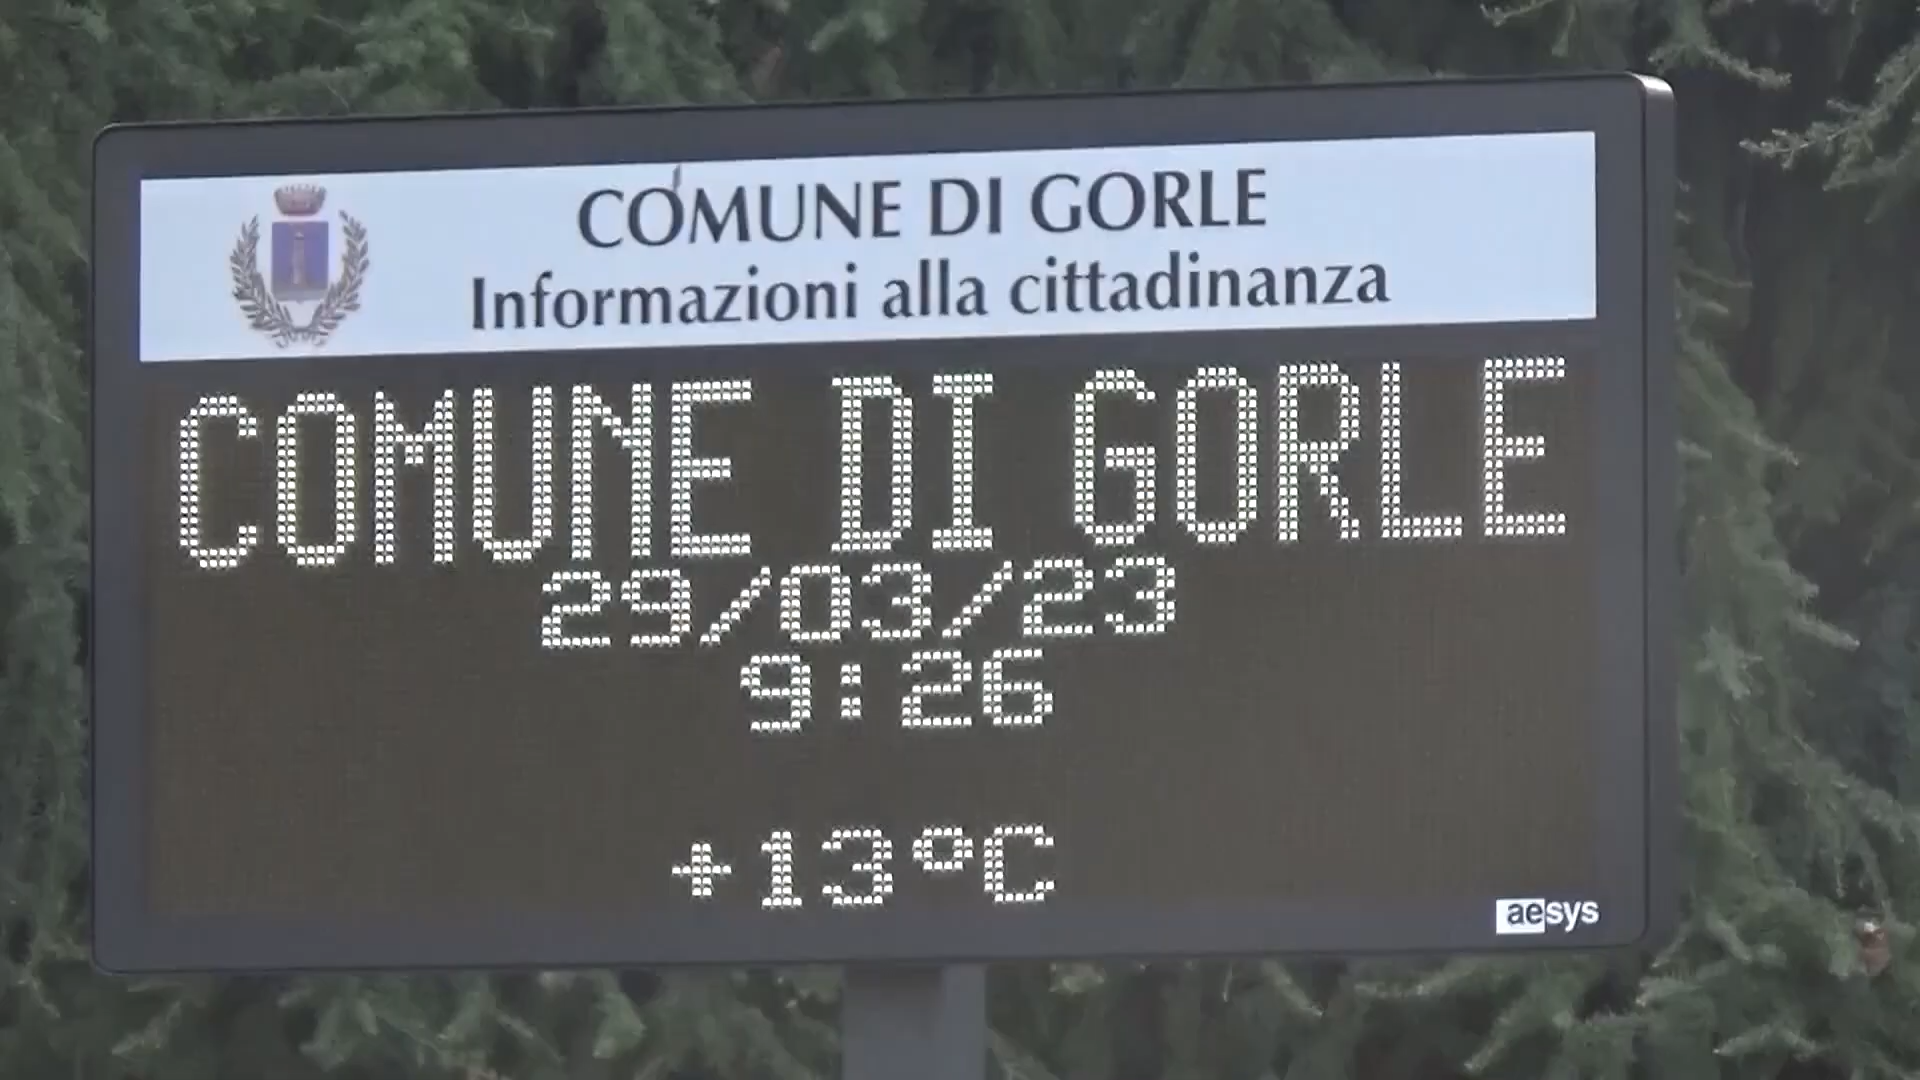 COMUNE DI GORLE
Informazioni alla cittadinanza
COMUNE DI GORLE
29/03/23
9:26
+13°C
aesys